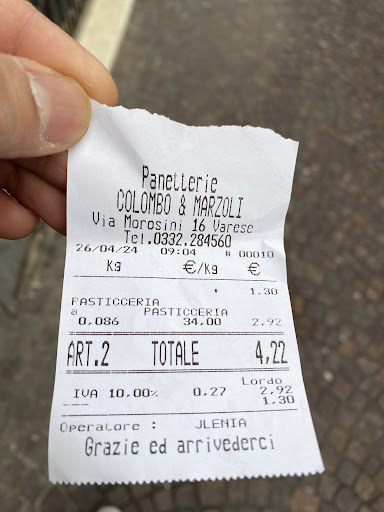 Panetterie
COLOMBO & MARZOLI
Via Morosini 16 Varese
Tel.0332.284560
26/04/24 09:04 # 00010
Kg €/Kg €
+ 1.30
PASTICCERIA
a PASTICCERIA
0.086 34.00 2.92
ART.2 TOTALE 4,22
Lordo
IVA 10.00% 0.27 2.92
1.30
Operatore : JLENIA
Grazie ed arrivederci